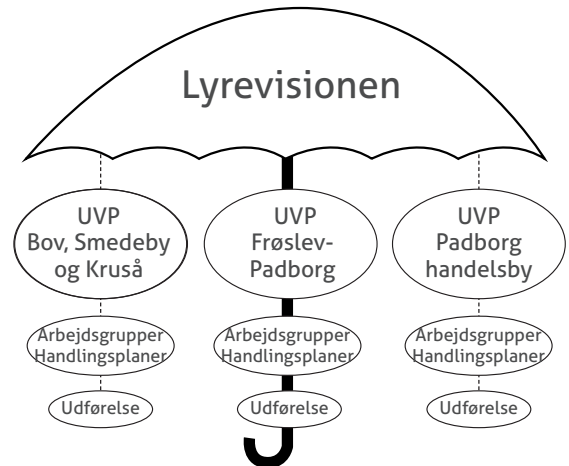 Lyrevisionen
UVP
Bov, Smedeby
og Kruså
Arbejdsgrupper
Handlingsplaner
Udførelse
UVP
Frøslev-
Padborg
Arbejdsgrupper
Handlingsplaner
Udførelse
UVP
Padborg
handelsby
Arbejdsgrupper
Handlingsplaner
Udførelse